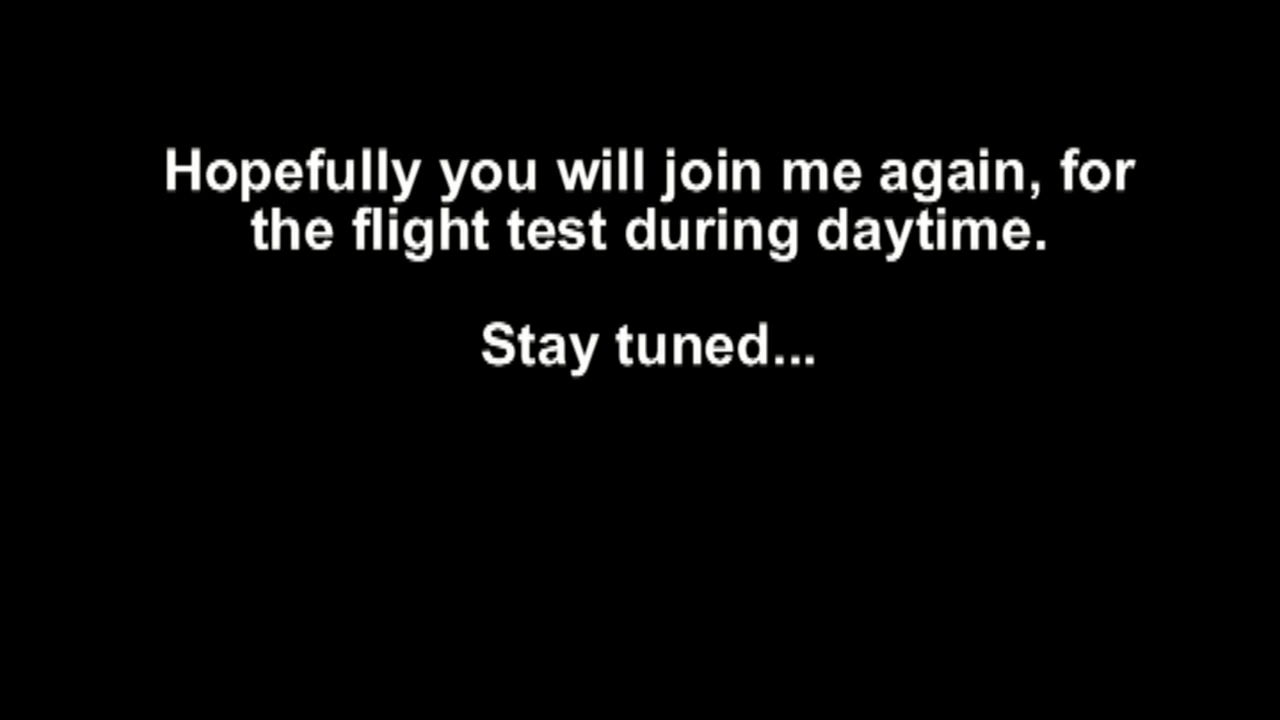 Hopefully you will join me again, for
the flight test during daytime.
Stay tuned...